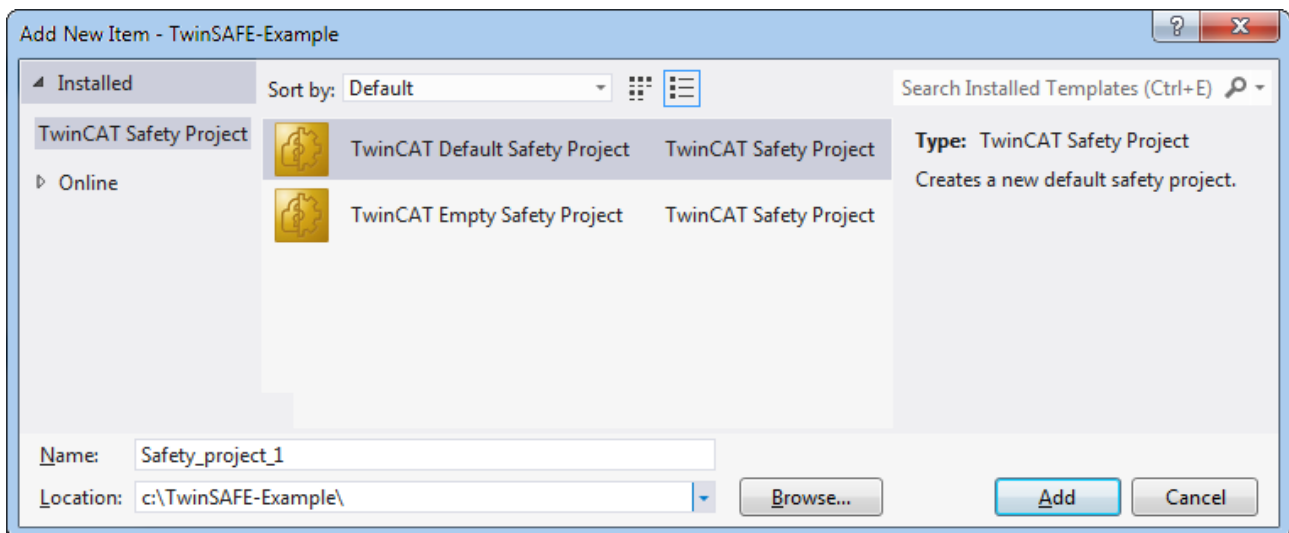 Add New Item - TwinSAFE-Example
Installed
Sort by: Default
Search Installed Templates (Ctrl+E)
TwinCAT Safety Project
Online
TwinCAT Default Safety Project TwinCAT Safety Project
TwinCAT Empty Safety Project TwinCAT Safety Project
Type: TwinCAT Safety Project
Creates a new default safety project.
Name: Safety_project_1
Location: c:\TwinSAFE-Example\
Browse...
Add
Cancel